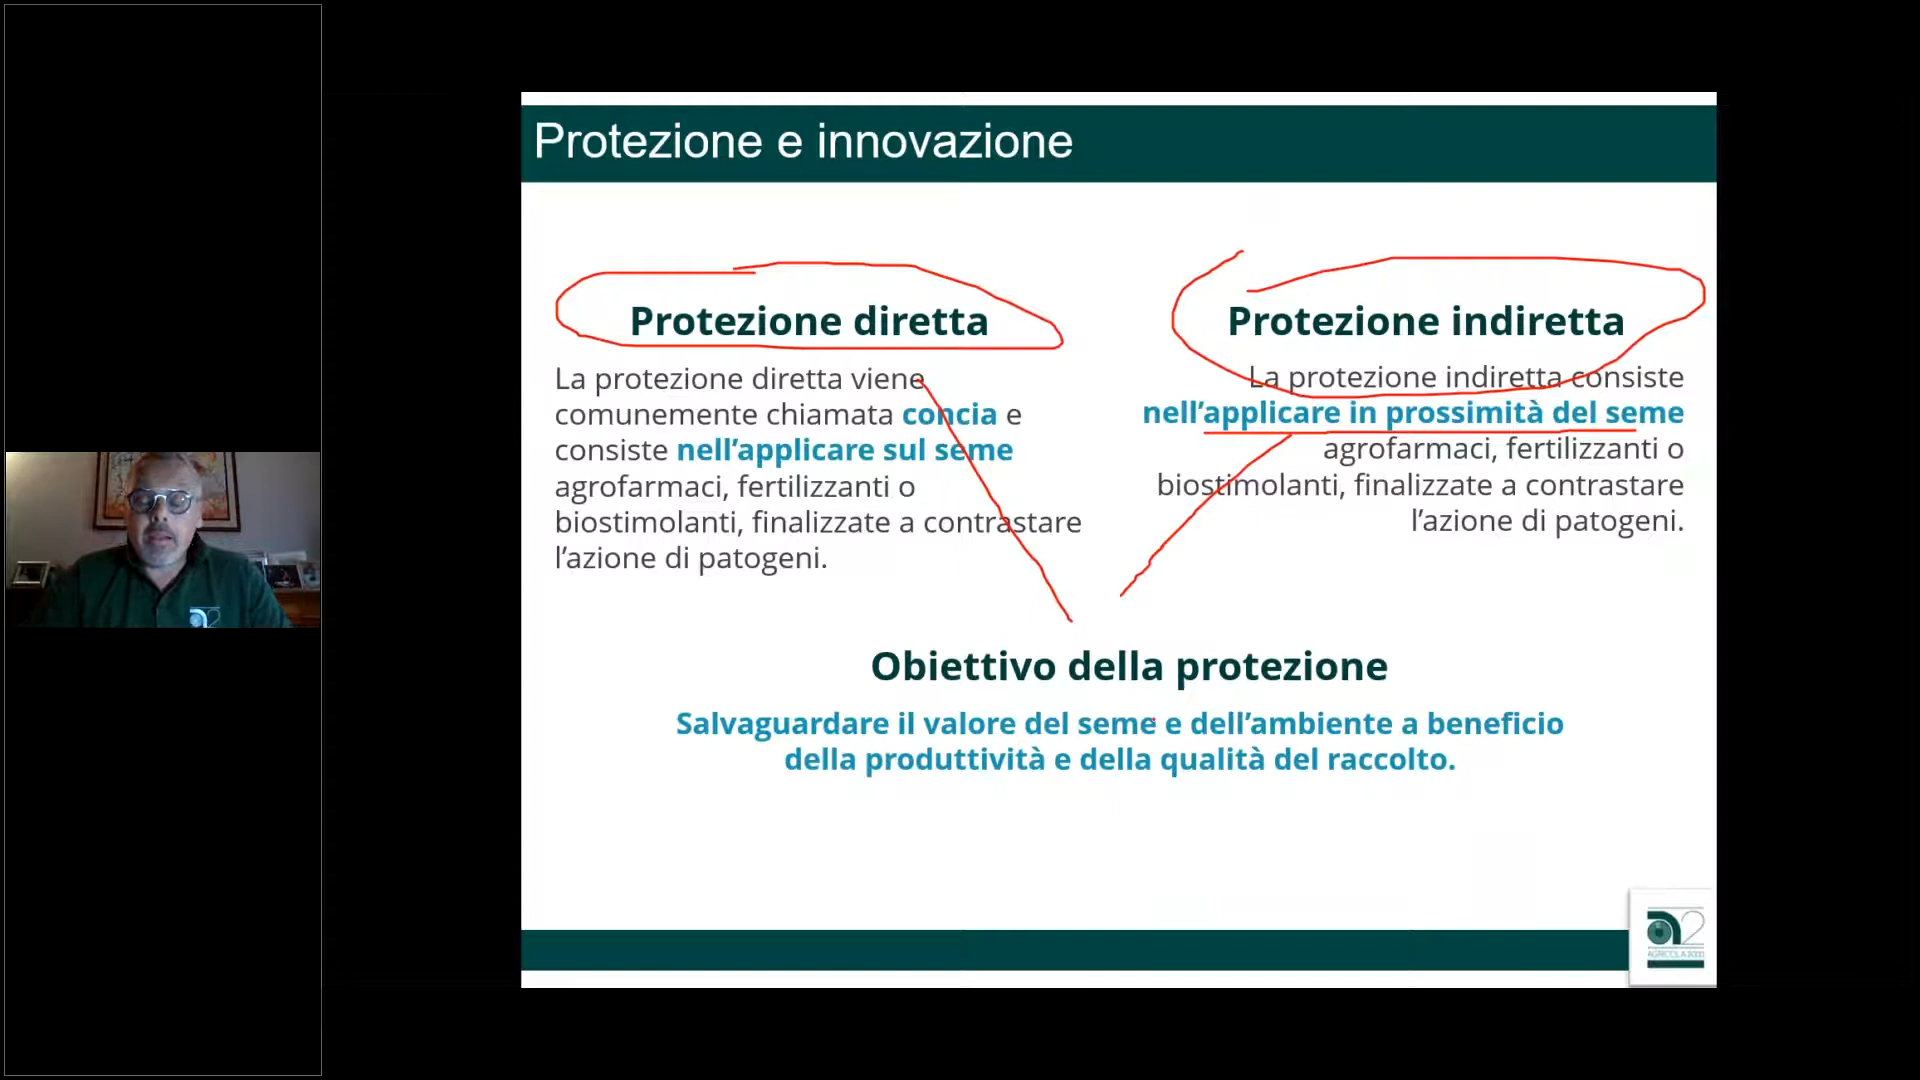 Protezione e innovazione
Protezione diretta
La protezione diretta viene
comunemente chiamata concia e
consiste nell’applicare sul seme
agrofarmaci, fertilizzanti o
biostimolanti, finalizzate a contrastare
l’azione di patogeni.
Protezione indiretta
La protezione indiretta consiste
nell’applicare in prossimità del seme
agrofarmaci, fertilizzanti o
biostimolanti, finalizzate a contrastare
l’azione di patogeni.
Obiettivo della protezione
Salvaguardare il valore del seme e dell’ambiente a beneficio
della produttività e della qualità del raccolto.
a2
AGRICOLA 2000